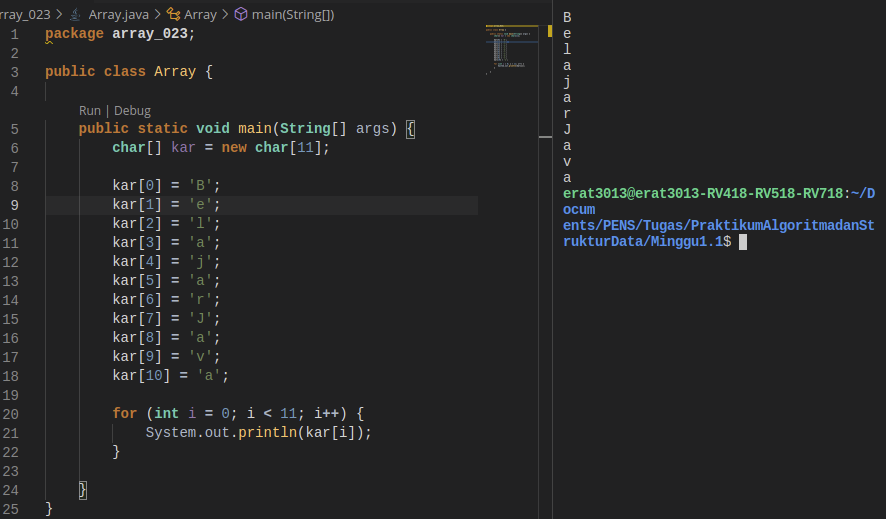 rray_023 > Array.java > Array > main(String[])
1 package array_023;
2
3 public class Array {
4
Run | Debug
5 public static void main(String[] args) {
6 char[] kar = new char[11];
7
8 kar[0] = 'B';
9 kar[1] = 'e';
10 kar[2] = 'l';
11 kar[3] = 'a';
12 kar[4] = 'j';
13 kar[5] = 'a';
14 kar[6] = 'r';
15 kar[7] = 'J';
16 kar[8] = 'a';
17 kar[9] = 'v';
18 kar[10] = 'a';
19
20 for (int i = 0; i < 11; i++) {
21 System.out.println(kar[i]);
22 }
23
24 }
25 }
B
e
l
a
j
a
r
J
a
v
a
erat3013@erat3013-RV418-RV518-RV718:~/D
ocum
ents/PENS/Tugas/PraktikumAlgoritmadanSt
rukturData/Minggu1.1$